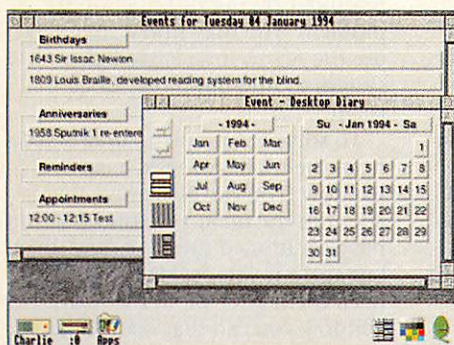 Events for Tuesday 04 January 1994
Birthdays
1643 Sir Issac Newton
1809 Louis Braille, developed reading system for the blind.
Anniversaries
1958 Sputnik 1 re-entere
Reminders
Appointments
12:00 - 12:15 Test
Event - Desktop Diary
- 1994 -
Jan Feb Mar
Apr May Jun
Jul Aug Sep
Oct Nov Dec
Su - Jan 1994 - Sa
1
2 3 4 5 6 7 8
9 10 11 12 13 14 15
16 17 18 19 20 21 22
23 24 25 26 27 28 29
30 31
Charlie :0 Apps